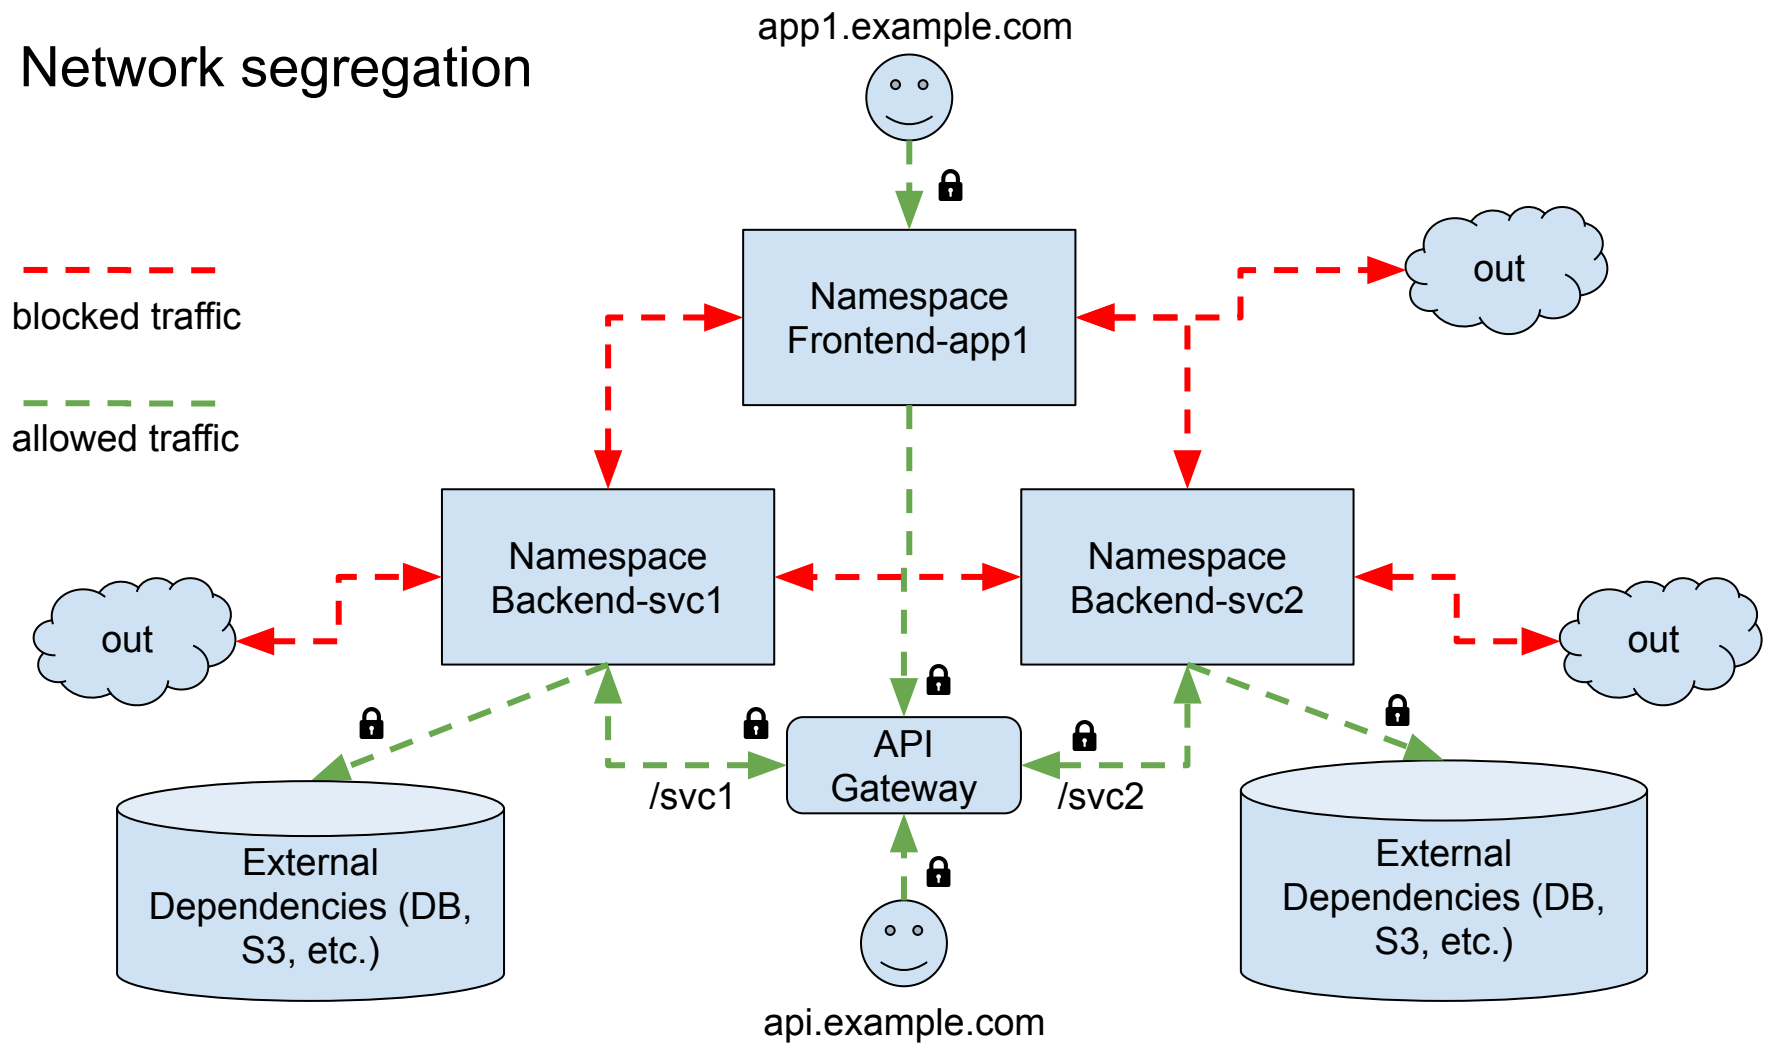 app1.example.com
Network segregation
out
blocked traffic
Namespace
Frontend-app1
allowed traffic
Namespace
Backend-svc1
Namespace
Backend-svc2
out
out
API
Gateway
/svc1
/svc2
External
Dependencies (DB,
S3, etc.)
External
Dependencies (DB,
S3, etc.)
api.example.com